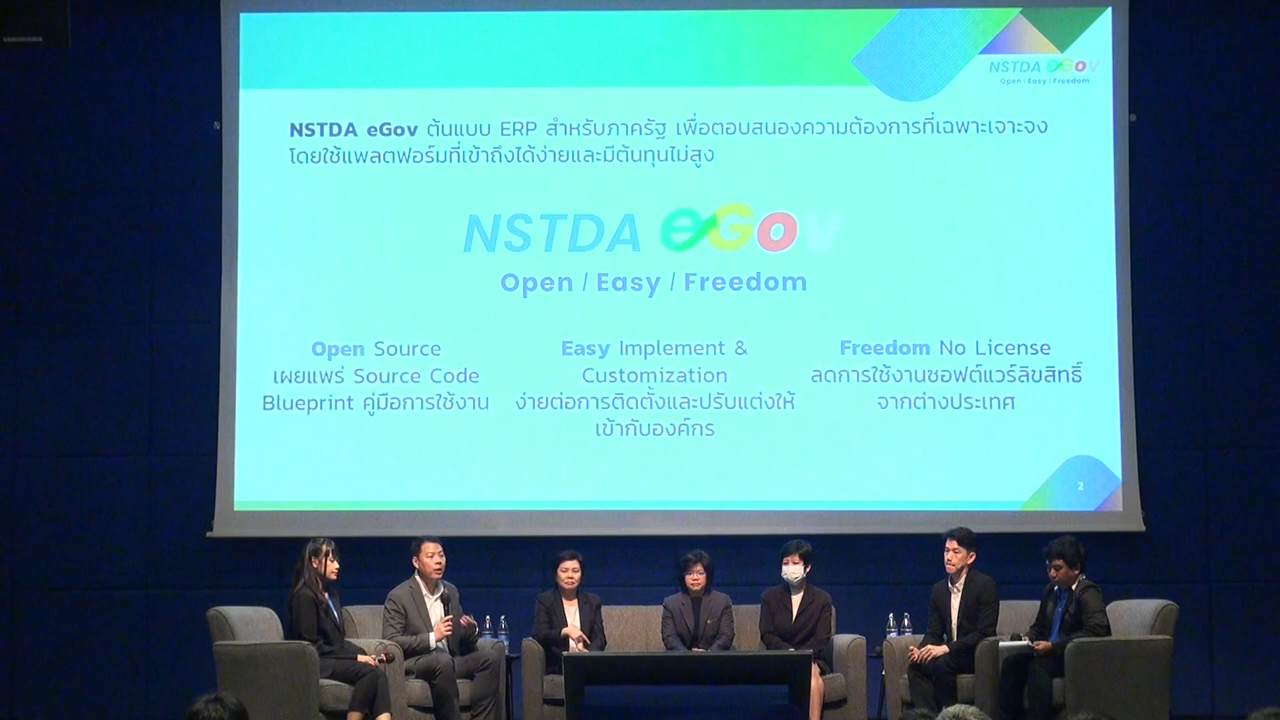 NSTDA eGov
Open / Easy / Freedom
NSTDA eGov ต้นแบบ ERP สำหรับภาครัฐ เพื่อตอบสนองความต้องการที่เฉพาะเจาะจง
โดยใช้แพลตฟอร์มที่เข้าถึงได้ง่ายและมีต้นทุนไม่สูง
NSTDA eGov
Open / Easy / Freedom
Open Source
เผยแพร่ Source Code
Blueprint คู่มือการใช้งาน
Easy Implement &
Customization
ง่ายต่อการติดตั้งและปรับแต่งให้
เข้ากับองค์กร
Freedom No License
ลดการใช้งานซอฟต์แวร์ลิขสิทธิ์
จากต่างประเทศ
2